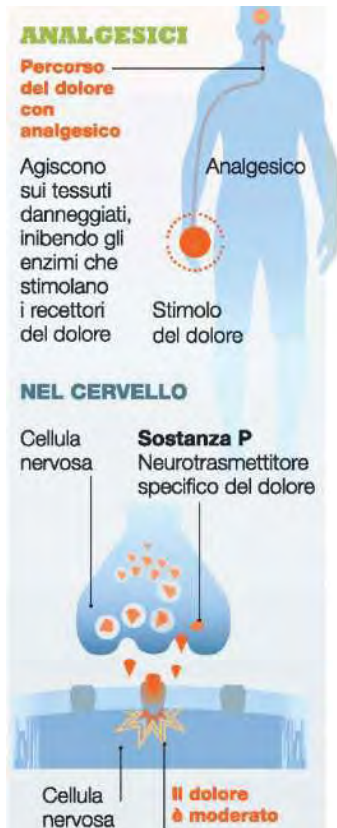 ANALGESICI
Percorso
del dolore
con
analgesico
Agiscono
sui tessuti
danneggiati,
inibendo gli
enzimi che
stimolano
i recettori
del dolore
Analgesico
Stimolo
del dolore
NEL CERVELLO
Cellula
nervosa
Sostanza P
Neurotrasmettitore
specifico del dolore
Cellula
nervosa
Il dolore
è moderato